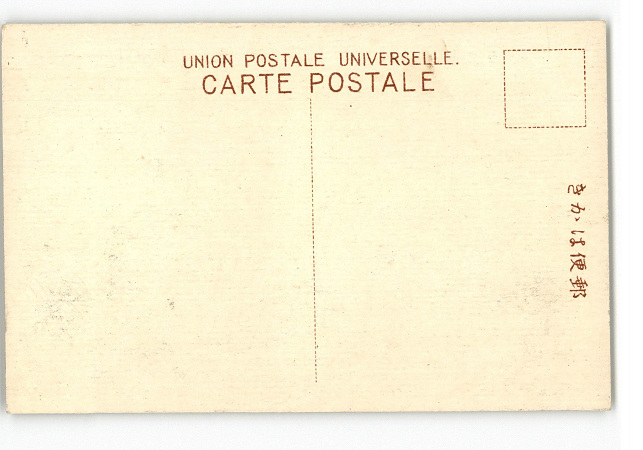 UNION POSTALE UNIVERSELLE.
CARTE POSTALE
郵便はかき